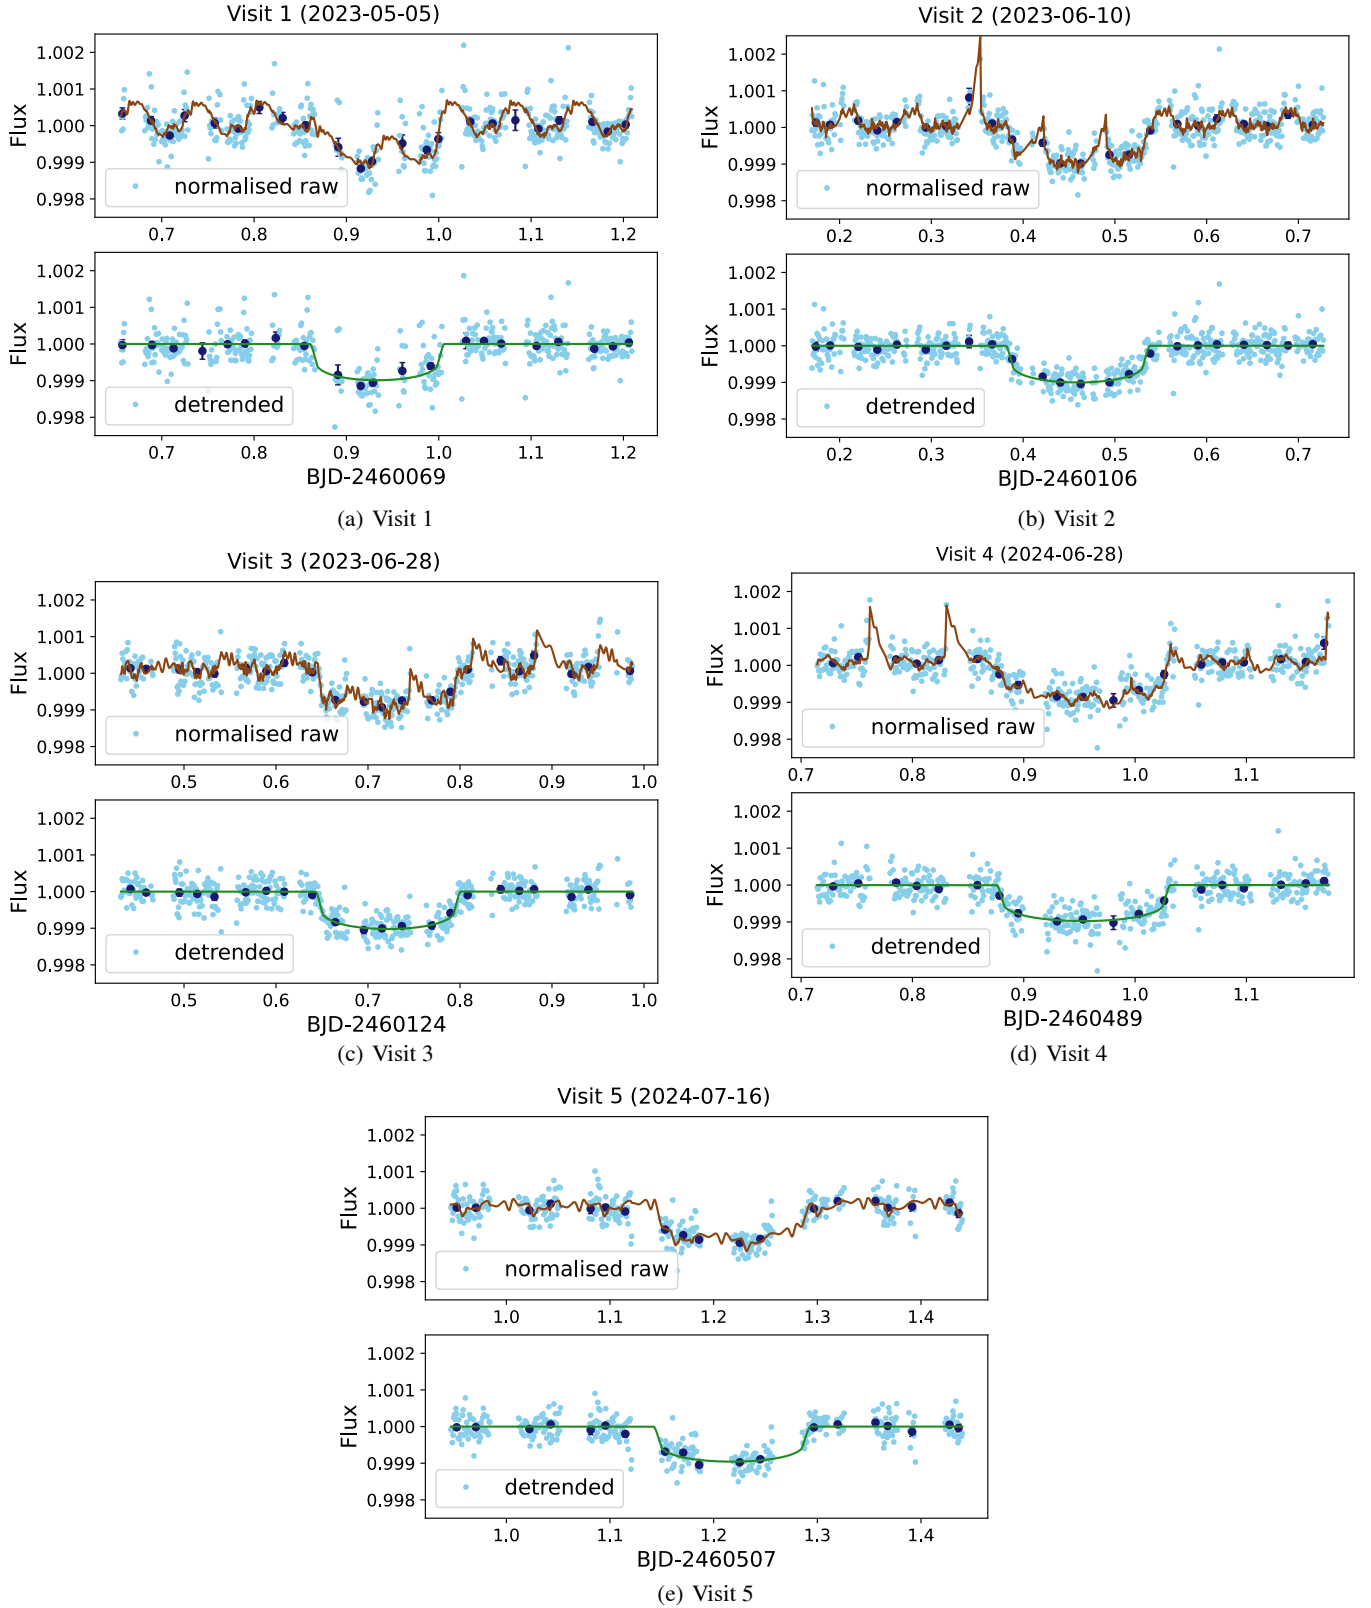 Visit 1 (2023-05-05)
Flux
1.002
1.001
1.000
0.999
0.998
normalised raw
0.7 0.8 0.9 1.0 1.1 1.2
Flux
1.002
1.001
1.000
0.999
0.998
detrended
0.7 0.8 0.9 1.0 1.1 1.2
BJD-2460069
(a) Visit 1
Visit 2 (2023-06-10)
Flux
1.002
1.001
1.000
0.999
0.998
normalised raw
0.2 0.3 0.4 0.5 0.6 0.7
Flux
1.002
1.001
1.000
0.999
0.998
detrended
0.2 0.3 0.4 0.5 0.6 0.7
BJD-2460106
(b) Visit 2
Visit 3 (2023-06-28)
Flux
1.002
1.001
1.000
0.999
0.998
normalised raw
0.5 0.6 0.7 0.8 0.9 1.0
Flux
1.002
1.001
1.000
0.999
0.998
detrended
0.5 0.6 0.7 0.8 0.9 1.0
BJD-2460124
(c) Visit 3
Visit 4 (2024-06-28)
Flux
1.002
1.001
1.000
0.999
0.998
normalised raw
0.7 0.8 0.9 1.0 1.1
Flux
1.002
1.001
1.000
0.999
0.998
detrended
0.7 0.8 0.9 1.0 1.1
BJD-2460489
(d) Visit 4
Visit 5 (2024-07-16)
Flux
1.002
1.001
1.000
0.999
0.998
normalised raw
1.0 1.1 1.2 1.3 1.4
Flux
1.002
1.001
1.000
0.999
0.998
detrended
1.0 1.1 1.2 1.3 1.4
BJD-2460507
(e) Visit 5